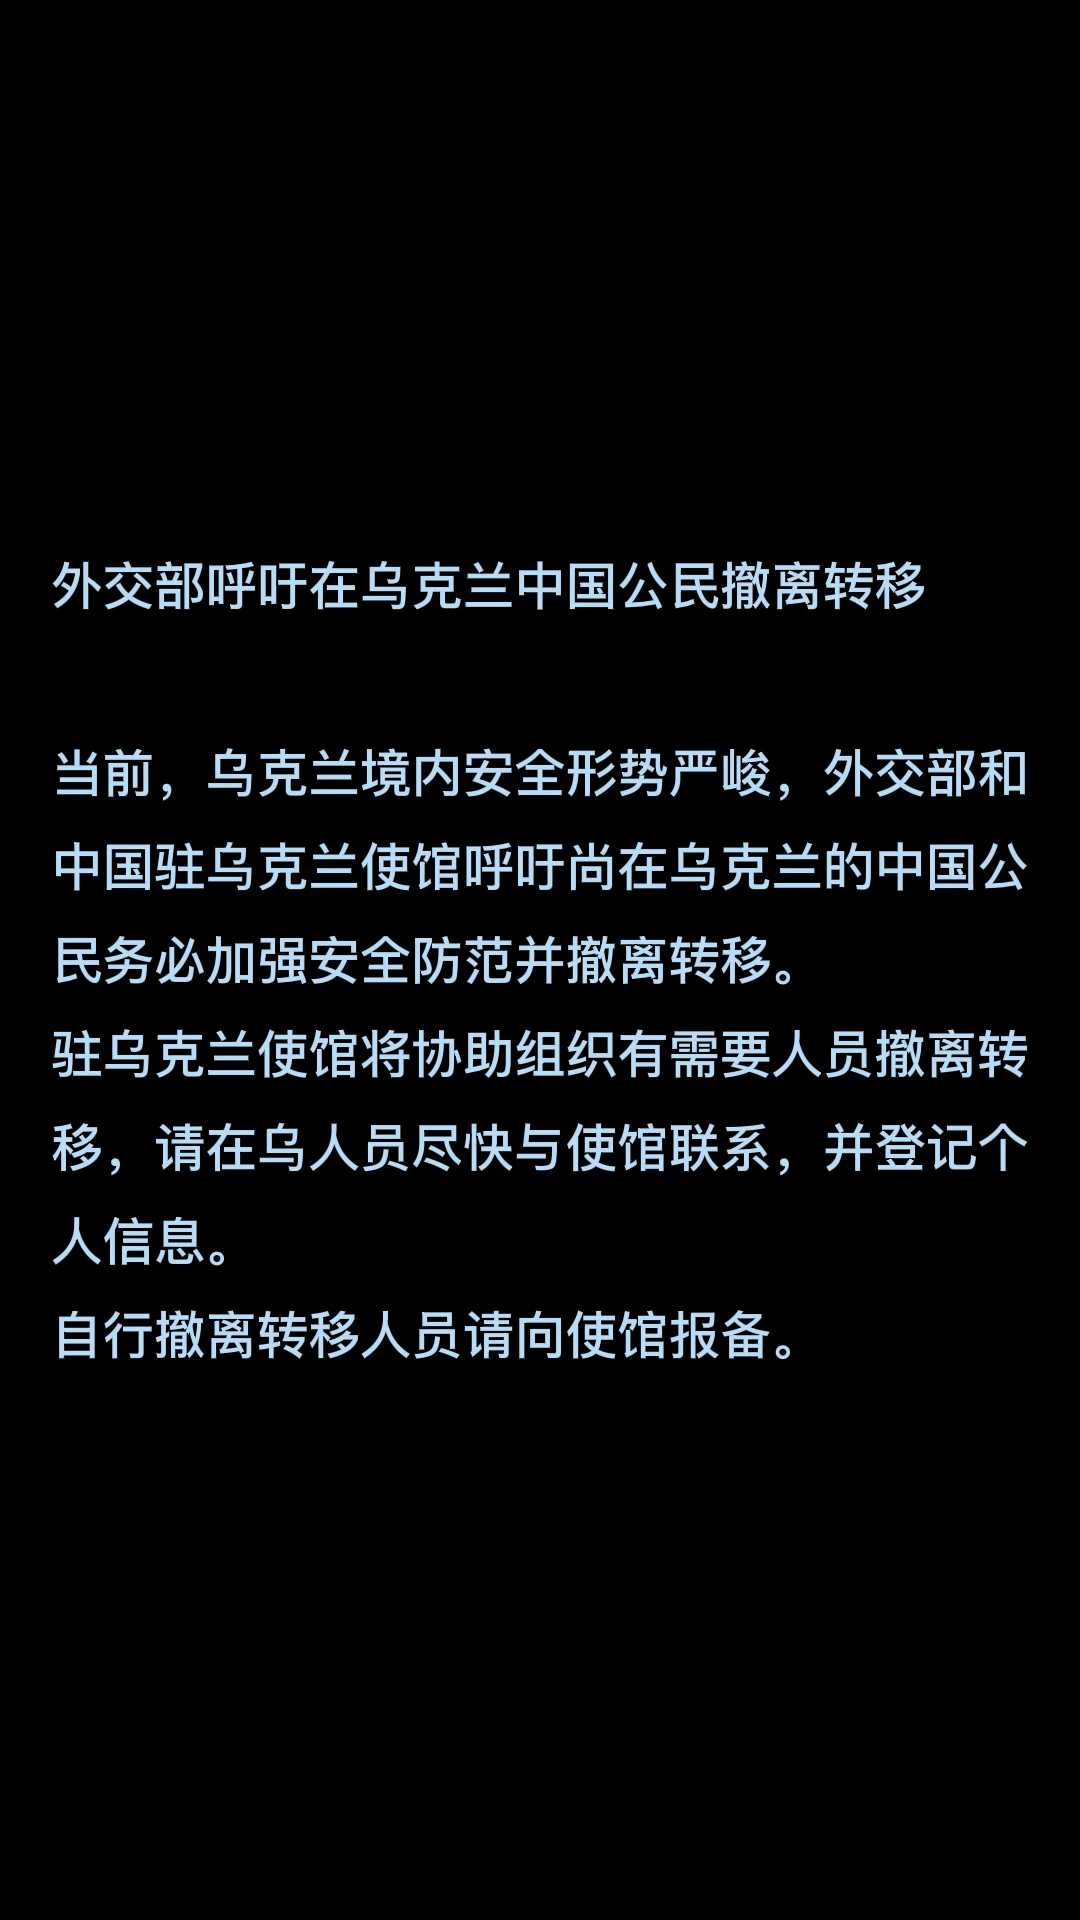 外交部呼吁在乌克兰中国公民撤离转移
当前，乌克兰境内安全形势严峻，外交部和
中国驻乌克兰使馆呼吁尚在乌克兰的中国公
民务必加强安全防范并撤离转移。
驻乌克兰使馆将协助组织有需要人员撤离转
移，请在乌人员尽快与使馆联系，并登记个
人信息。
自行撤离转移人员请向使馆报备。